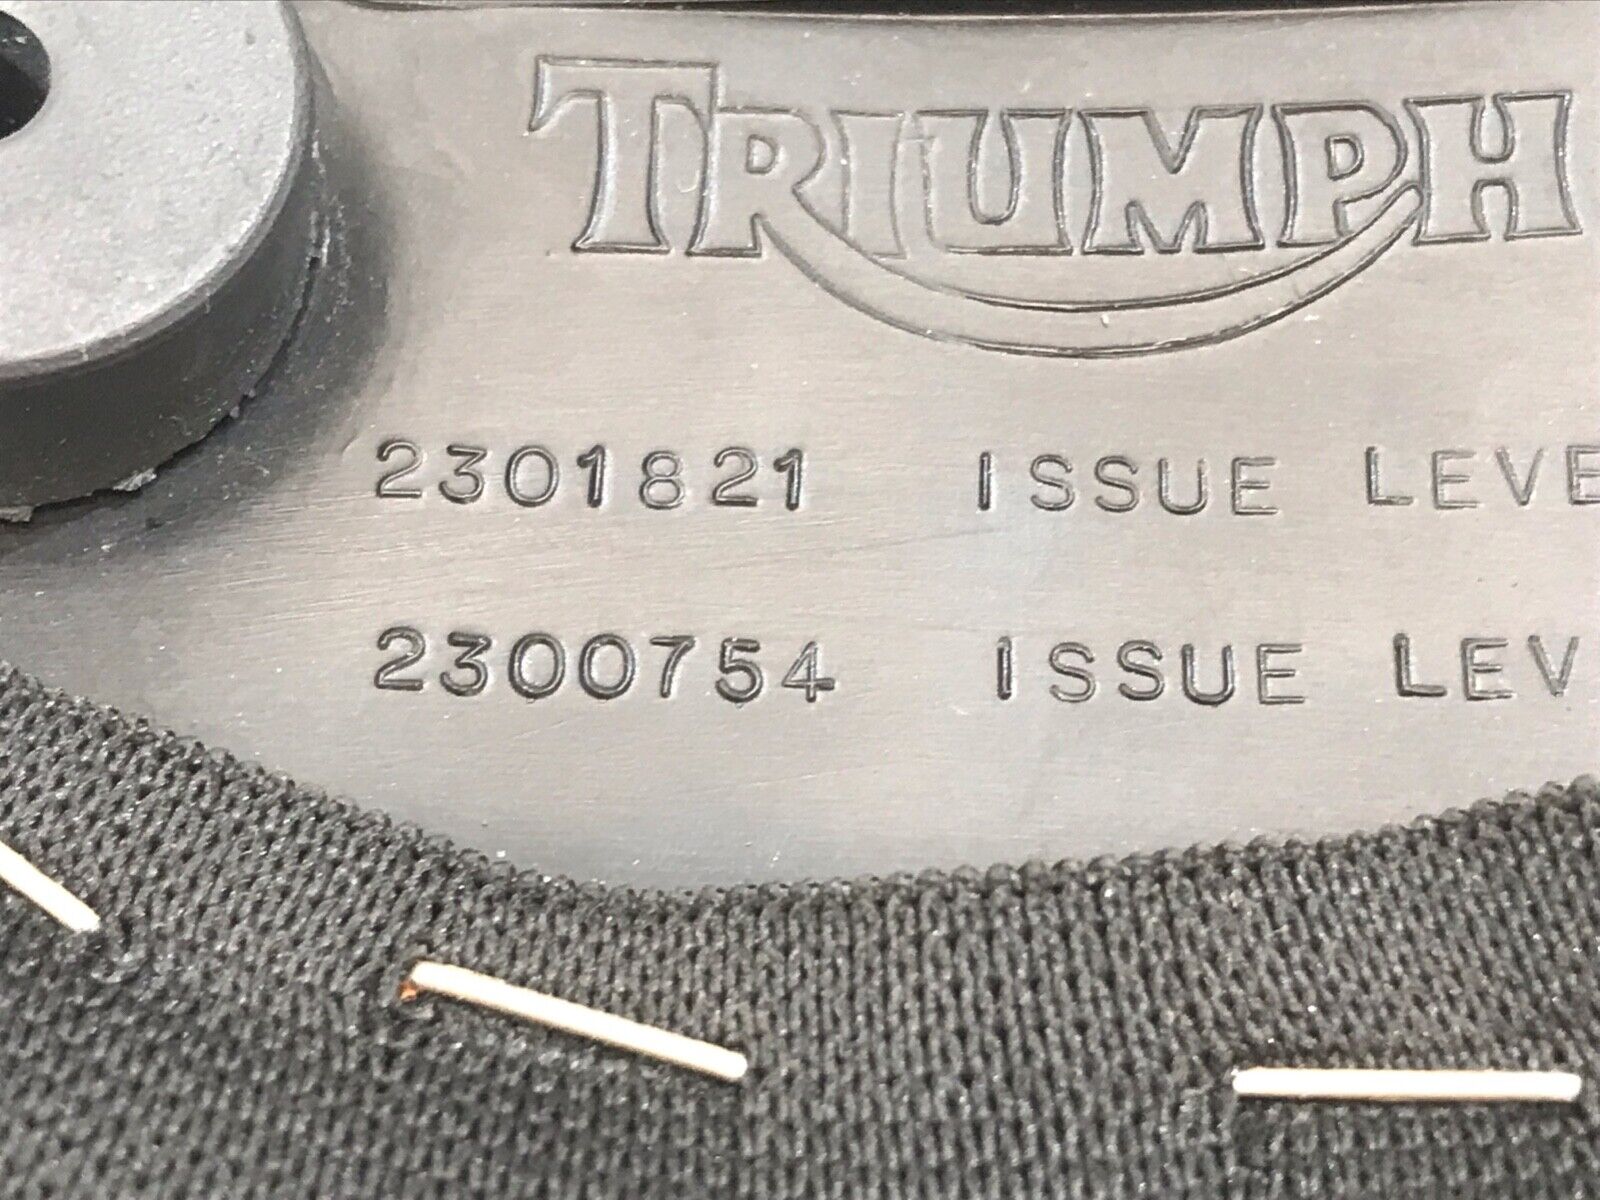 TRIUMPH
2301821 ISSUE LEVE
2300754 ISSUE LEV